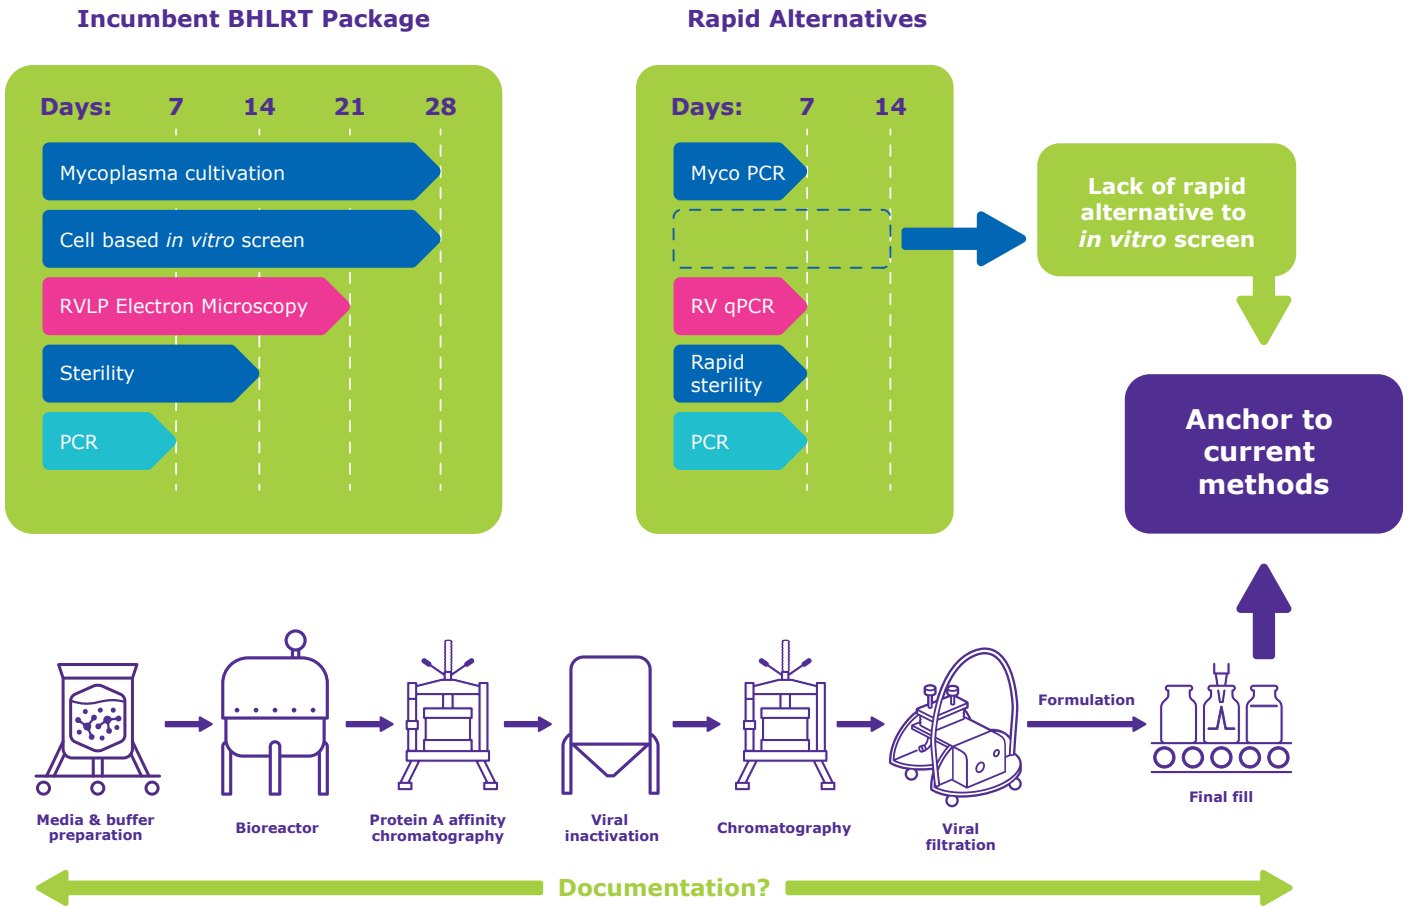 Incumbent BHLRT Package
Days: 7 14 21 28
Mycoplasma cultivation
Cell based in vitro screen
RVLP Electron Microscopy
Sterility
PCR
Rapid Alternatives
Days: 7 14
Myco PCR
RV qPCR
Rapid
sterility
PCR
Lack of rapid
alternative to
in vitro screen
Anchor to
current
methods
Media & buffer
preparation
Bioreactor
Protein A affinity
chromatography
Viral
inactivation
Chromatography
Viral
filtration
Formulation
Final fill
Documentation?